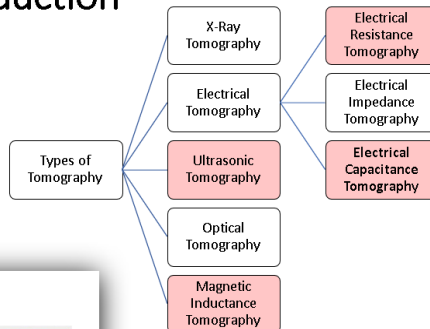 X-Ray
Tomography
Electrical
Resistance
Tomography
Electrical
Tomography
Electrical
Impedance
Tomography
Types of
Tomography
Ultrasonic
Tomography
Electrical
Capacitance
Tomography
Optical
Tomography
Magnetic
Inductance
Tomography